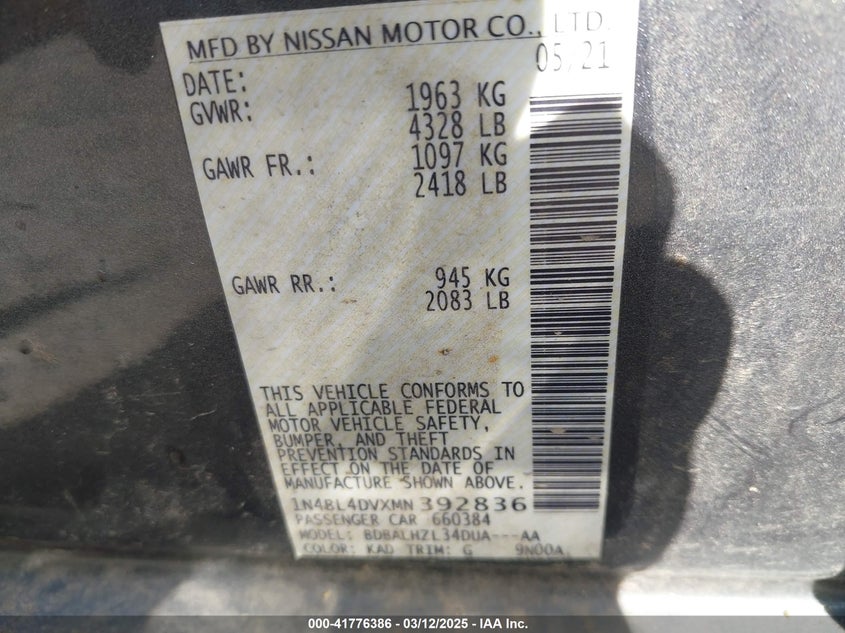 MFD BY NISSAN MOTOR CO., LTD.
DATE: 05/21
GVWR: 1963 KG
4328 LB
GAWR FR.: 1097 KG
2418 LB
GAWR RR.: 945 KG
2083 LB
THIS VEHICLE CONFORMS TO
ALL APPLICABLE FEDERAL
MOTOR VEHICLE SAFETY,
BUMPER, AND THEFT
PREVENTION STANDARDS IN
EFFECT ON THE DATE OF
MANUFACTURE SHOWN ABOVE.
1N4BL4DVXMN392836
PASSENGER CAR 660384
MODEL: BDBALHZL34DUA---AA
COLOR: KAD TRIM: G 9N00A
000-41776386 - 03/12/2025 - IAA Inc.